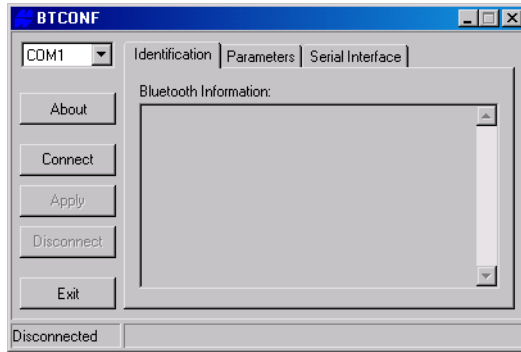 BTCONF
COM1
Identification
Parameters
Serial Interface
Bluetooth Information:
About
Connect
Apply
Disconnect
Exit
Disconnected